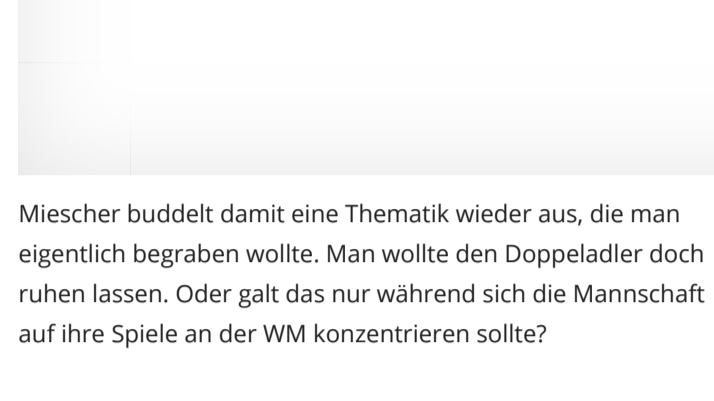 Miescher buddelt damit eine Thematik wieder aus, die man
eigentlich begraben wollte. Man wollte den Doppeladler doch
ruhen lassen. Oder galt das nur während sich die Mannschaft
auf ihre Spiele an der WM konzentrieren sollte?